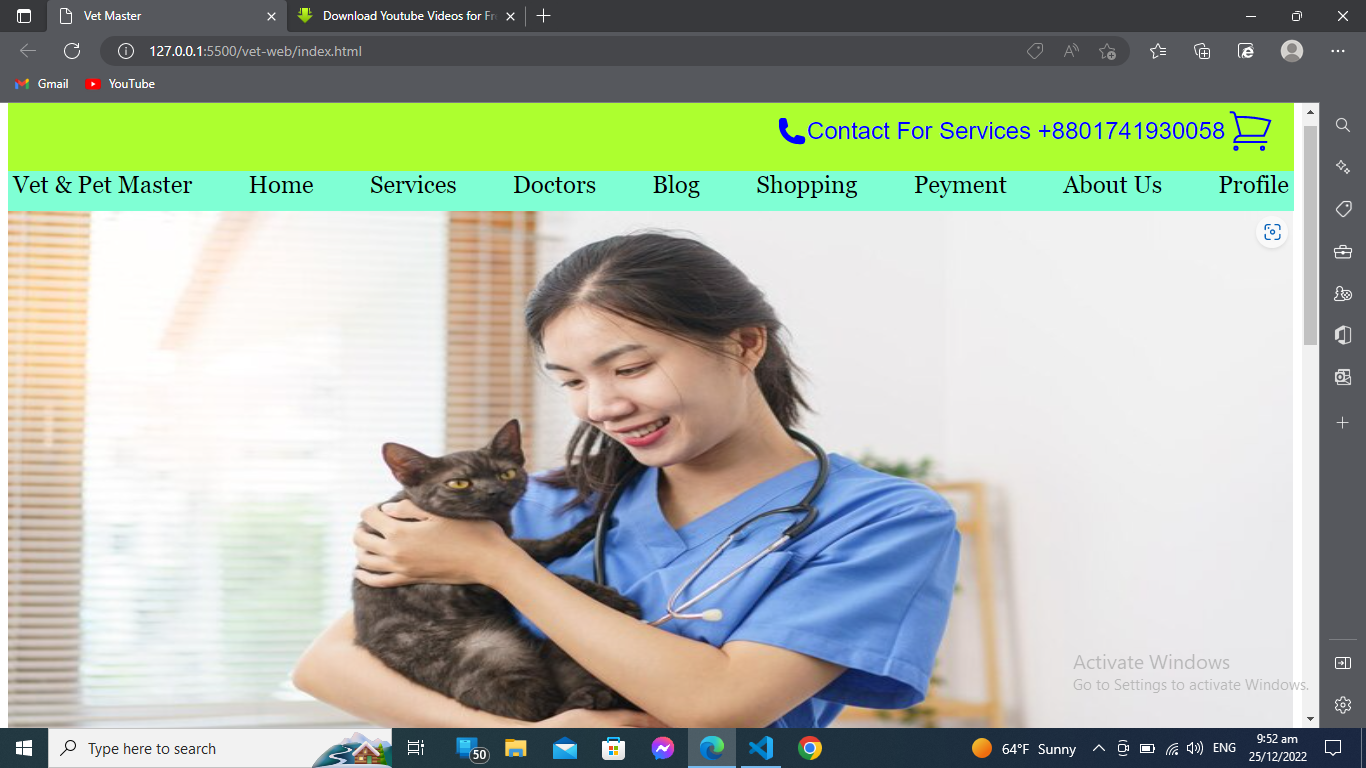 Vet Master
Download Youtube Videos for Fr
127.0.0.1:5500/vet-web/index.html
Gmail
YouTube
Contact For Services +8801741930058
Vet & Pet Master Home Services Doctors Blog Shopping Peyment About Us Profile
Activate Windows
Go to Settings to activate Windows.
Type here to search
50
64°F Sunny
ENG
9:52 am
25/12/2022